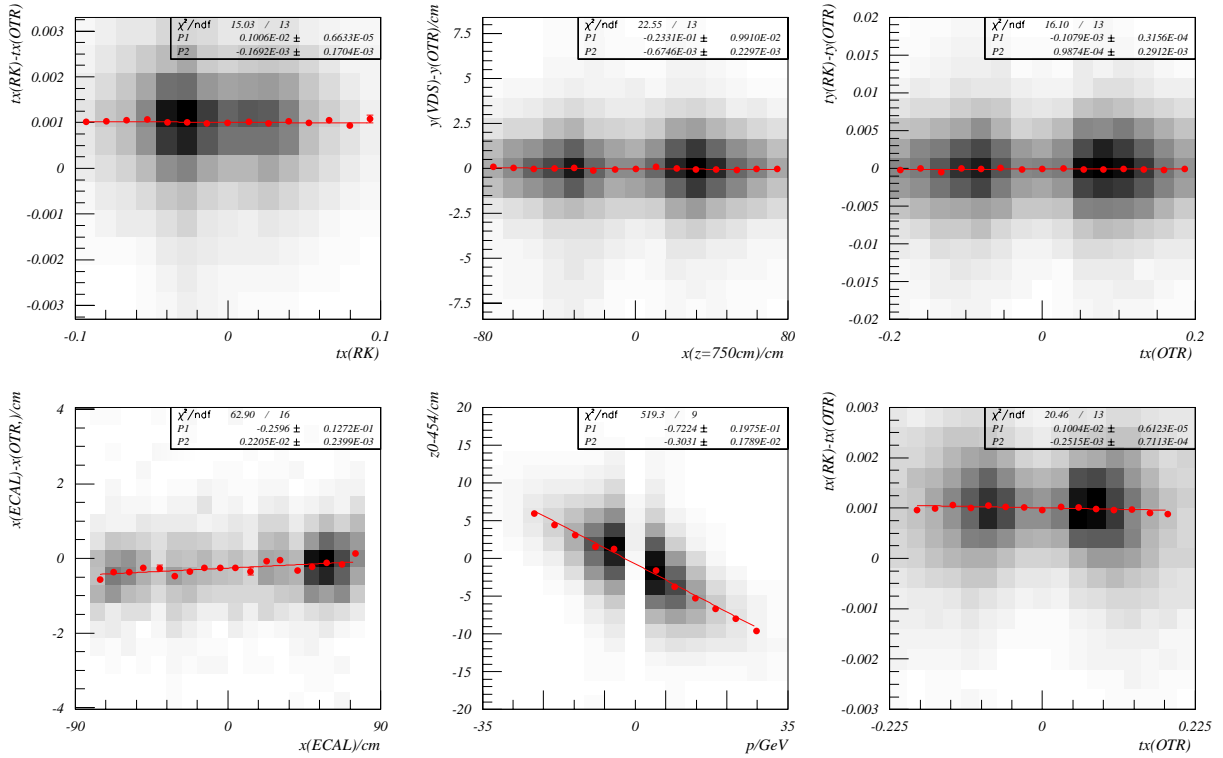 χ²/ndf 15.03 / 13
P1 0.1006E-02 ± 0.6633E-05
P2 -0.1692E-03 ± 0.1704E-03
tx(RK)-tx(OTR)
0.003
0.002
0.001
0
-0.001
-0.002
-0.003
-0.1 0 0.1
tx(RK)
χ²/ndf 22.55 / 13
P1 -0.2331E-01 ± 0.9910E-02
P2 -0.6746E-03 ± 0.2297E-03
y(VDS)-y(OTR)/cm
7.5
5
2.5
0
-2.5
-5
-7.5
-80 0 80
x(z=750cm)/cm
χ²/ndf 16.10 / 13
P1 -0.1079E-03 ± 0.3156E-04
P2 0.9874E-04 ± 0.2912E-03
ty(RK)-ty(OTR)
0.02
0.015
0.01
0.005
0
-0.005
-0.01
-0.015
-0.02
-0.2 0 0.2
tx(OTR)
χ²/ndf 62.90 / 16
P1 -0.2596 ± 0.1272E-01
P2 0.2205E-02 ± 0.2399E-03
x(ECAL)-x(OTR,)/cm
4
2
0
-2
-4
-90 0 90
x(ECAL)/cm
χ²/ndf 519.3 / 9
P1 -0.7224 ± 0.1975E-01
P2 -0.3031 ± 0.1789E-02
z0-454/cm
20
15
10
5
0
-5
-10
-15
-20
-35 0 35
p/GeV
χ²/ndf 20.46 / 13
P1 0.1004E-02 ± 0.6123E-05
P2 -0.2515E-03 ± 0.7113E-04
tx(RK)-tx(OTR)
0.003
0.002
0.001
0
-0.001
-0.002
-0.003
-0.225 0 0.225
tx(OTR)